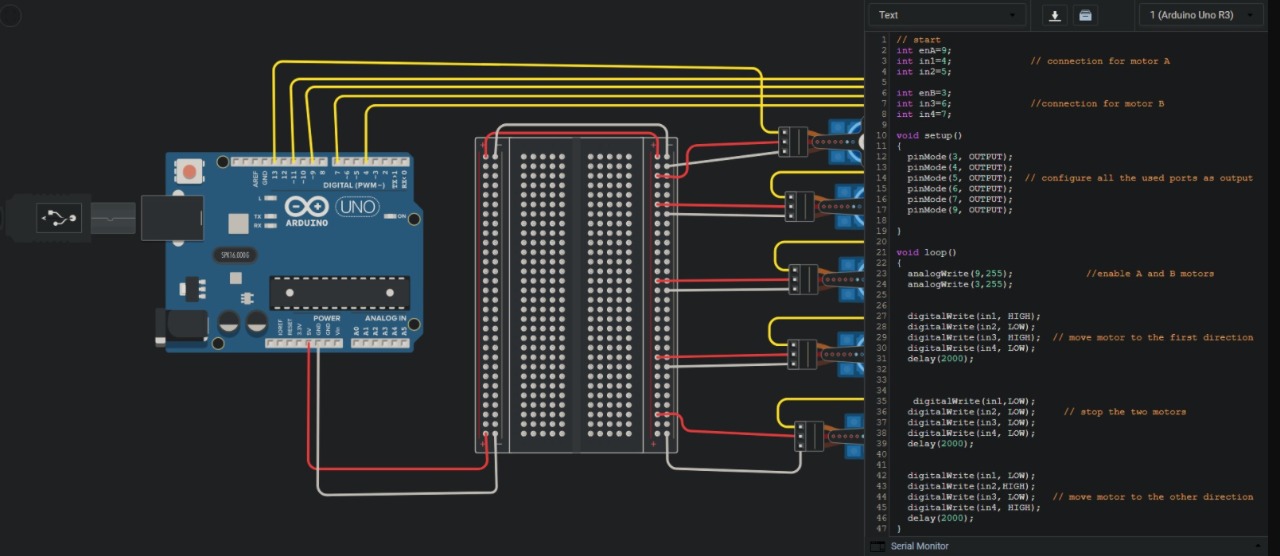 Text
1 (Arduino Uno R3)
1 // start
2 int enA=9;
3 int in1=4; // connection for motor A
4 int in2=5;
5
6 int enB=3;
7 int in3=6; //connection for motor B
8 int in4=7;
9
10 void setup()
11 {
12 pinMode(3, OUTPUT);
13 pinMode(4, OUTPUT);
14 pinMode(5, OUTPUT); // configure all the used ports as output
15 pinMode(6, OUTPUT);
16 pinMode(7, OUTPUT);
17 pinMode(9, OUTPUT);
18
19 }
20
21 void loop()
22 {
23 analogWrite(9,255); //enable A and B motors
24 analogWrite(3,255);
25
26
27 digitalWrite(in1, HIGH);
28 digitalWrite(in2, LOW);
29 digitalWrite(in3, HIGH); // move motor to the first direction
30 digitalWrite(in4, LOW);
31 delay(2000);
32
33
34
35 digitalWrite(in1,LOW);
36 digitalWrite(in2, LOW); // stop the two motors
37 digitalWrite(in3, LOW);
38 digitalWrite(in4, LOW);
39 delay(2000);
40
41
42 digitalWrite(in1, LOW);
43 digitalWrite(in2,HIGH);
44 digitalWrite(in3, LOW); // move motor to the other direction
45 digitalWrite(in4, HIGH);
46 delay(2000);
47 }
Serial Monitor
AREF
GND
13
12
~11
~10
~9
8
7
~6
~5
4
~3
2
TX→1
RX←0
DIGITAL (PWM~)
L
TX
RX
ARDUINO
UNO
ON
SPK16.000G
IOREF
RESET
3.3V
5V
GND
GND
Vin
POWER
ANALOG IN
A0
A1
A2
A3
A4
A5